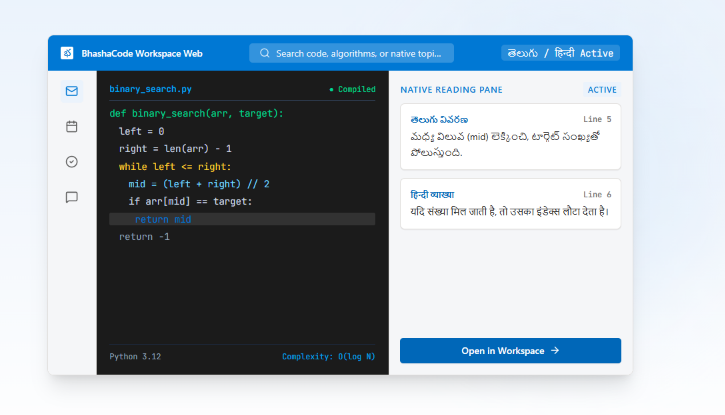 BhashaCode Workspace Web
Search code, algorithms, or native topi...
తెలుగు / हिन्दी Active
binary_search.py
● Compiled
def binary_search(arr, target):
left = 0
right = len(arr) - 1
while left <= right:
mid = (left + right) // 2
if arr[mid] == target:
return mid
return -1
Python 3.12
Complexity: O(log N)
NATIVE READING PANE
ACTIVE
తెలుగు వివరణ
Line 5
మధ్య విలువ (mid) లెక్కించి, టార్గెట్ సంఖ్యతో
పోలుస్తుంది.
हिन्दी व्याख्या
Line 6
यदि संख्या मिल जाती है, तो उसका इंडेक्स लौटा देता है।
Open in Workspace →